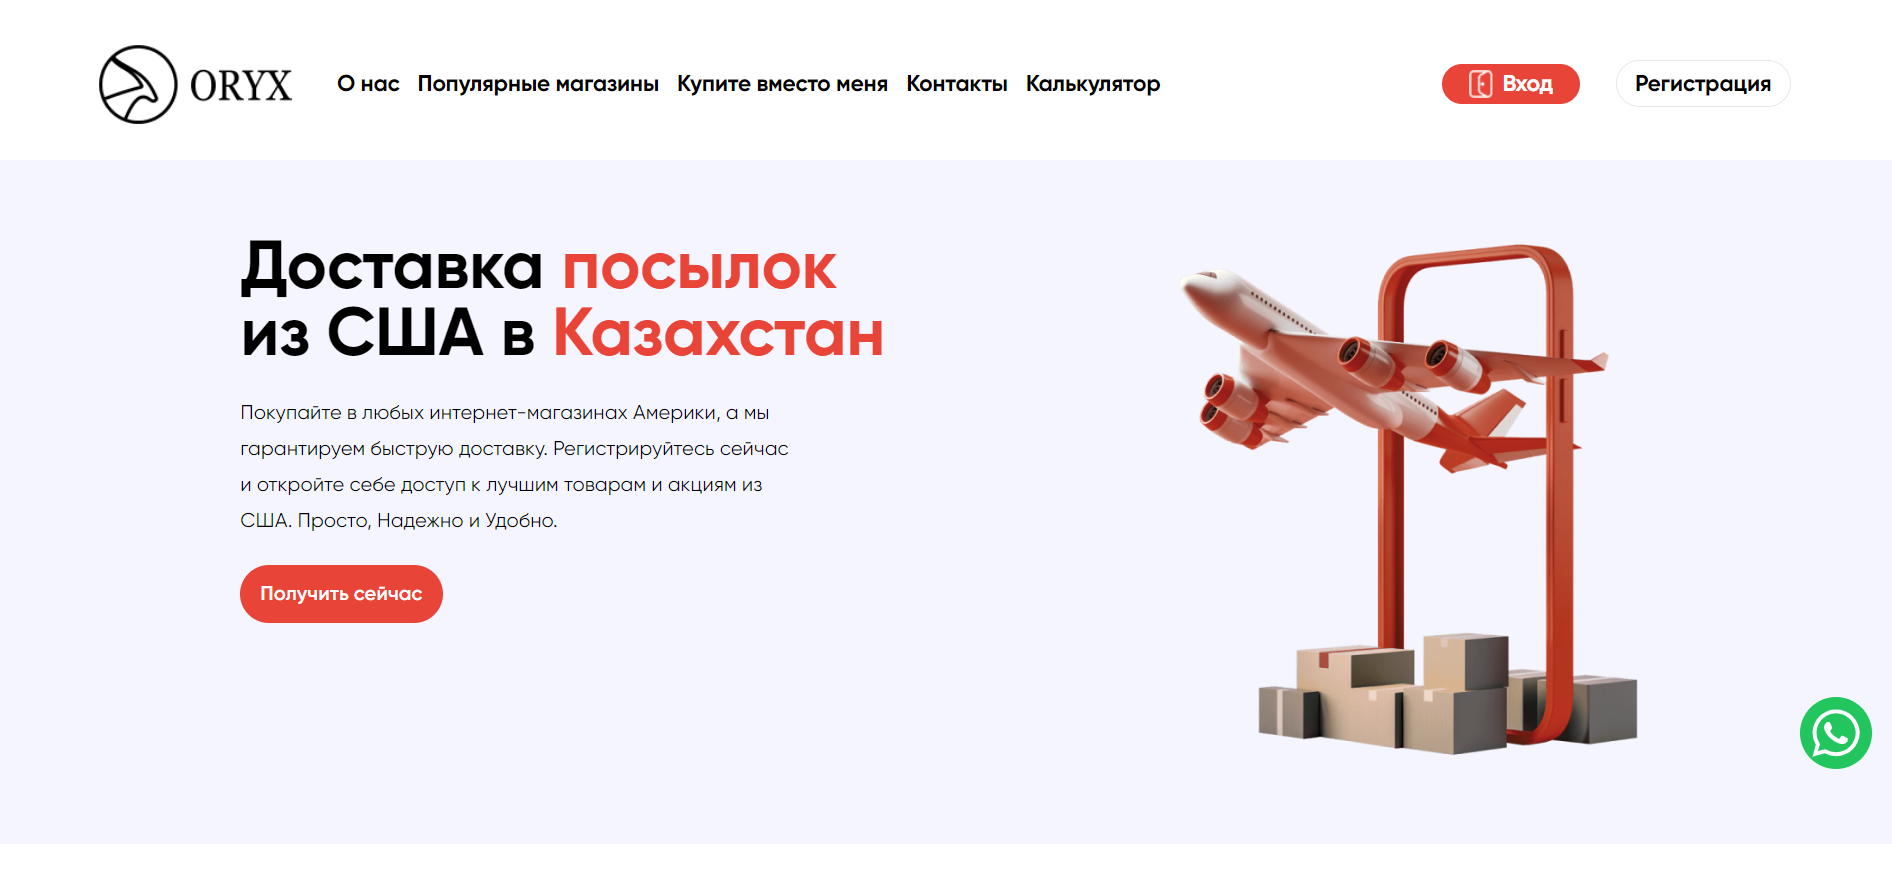 ORYX
О нас
Популярные магазины
Купите вместо меня
Контакты
Калькулятор
Вход
Регистрация
Доставка посылок
из США в Казахстан
Покупайте в любых интернет-магазинах Америки, а мы
гарантируем быструю доставку. Регистрируйтесь сейчас
и откройте себе доступ к лучшим товарам и акциям из
США. Просто, Надежно и Удобно.
Получить сейчас